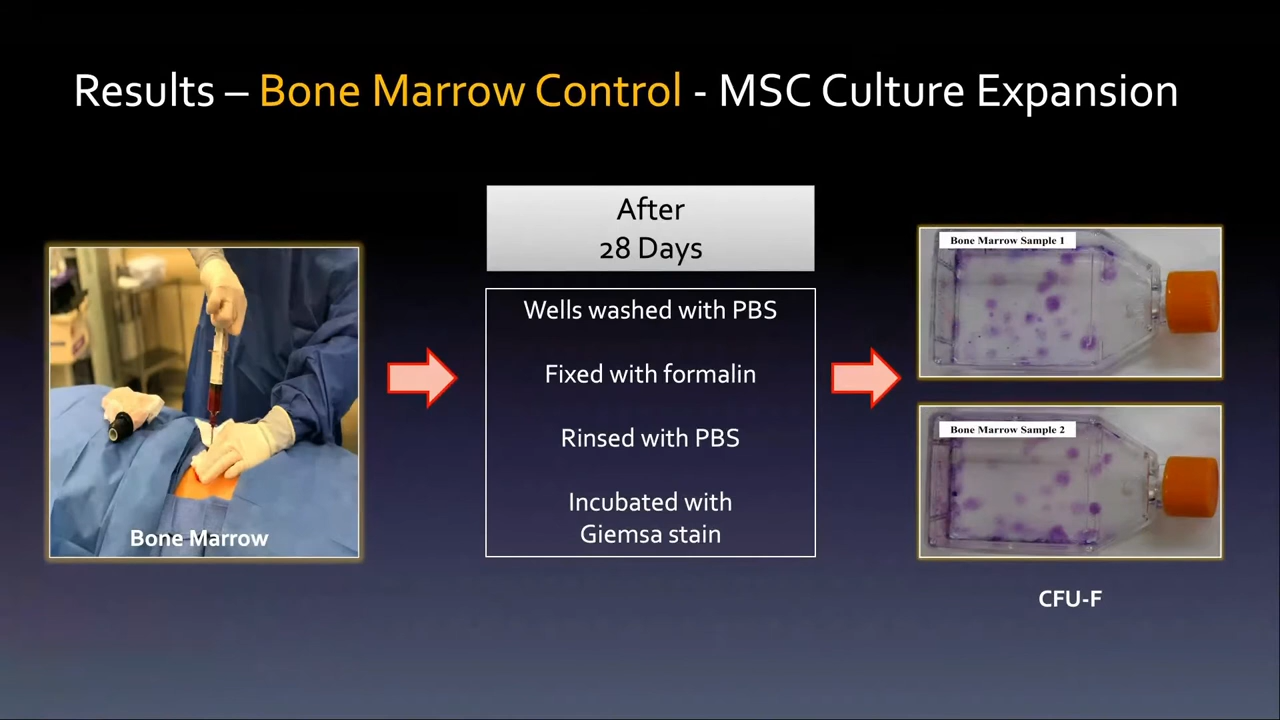 Results – Bone Marrow Control - MSC Culture Expansion
After
28 Days
Wells washed with PBS
Fixed with formalin
Rinsed with PBS
Incubated with
Giemsa stain
Bone Marrow
Bone Marrow Sample 1
Bone Marrow Sample 2
CFU-F